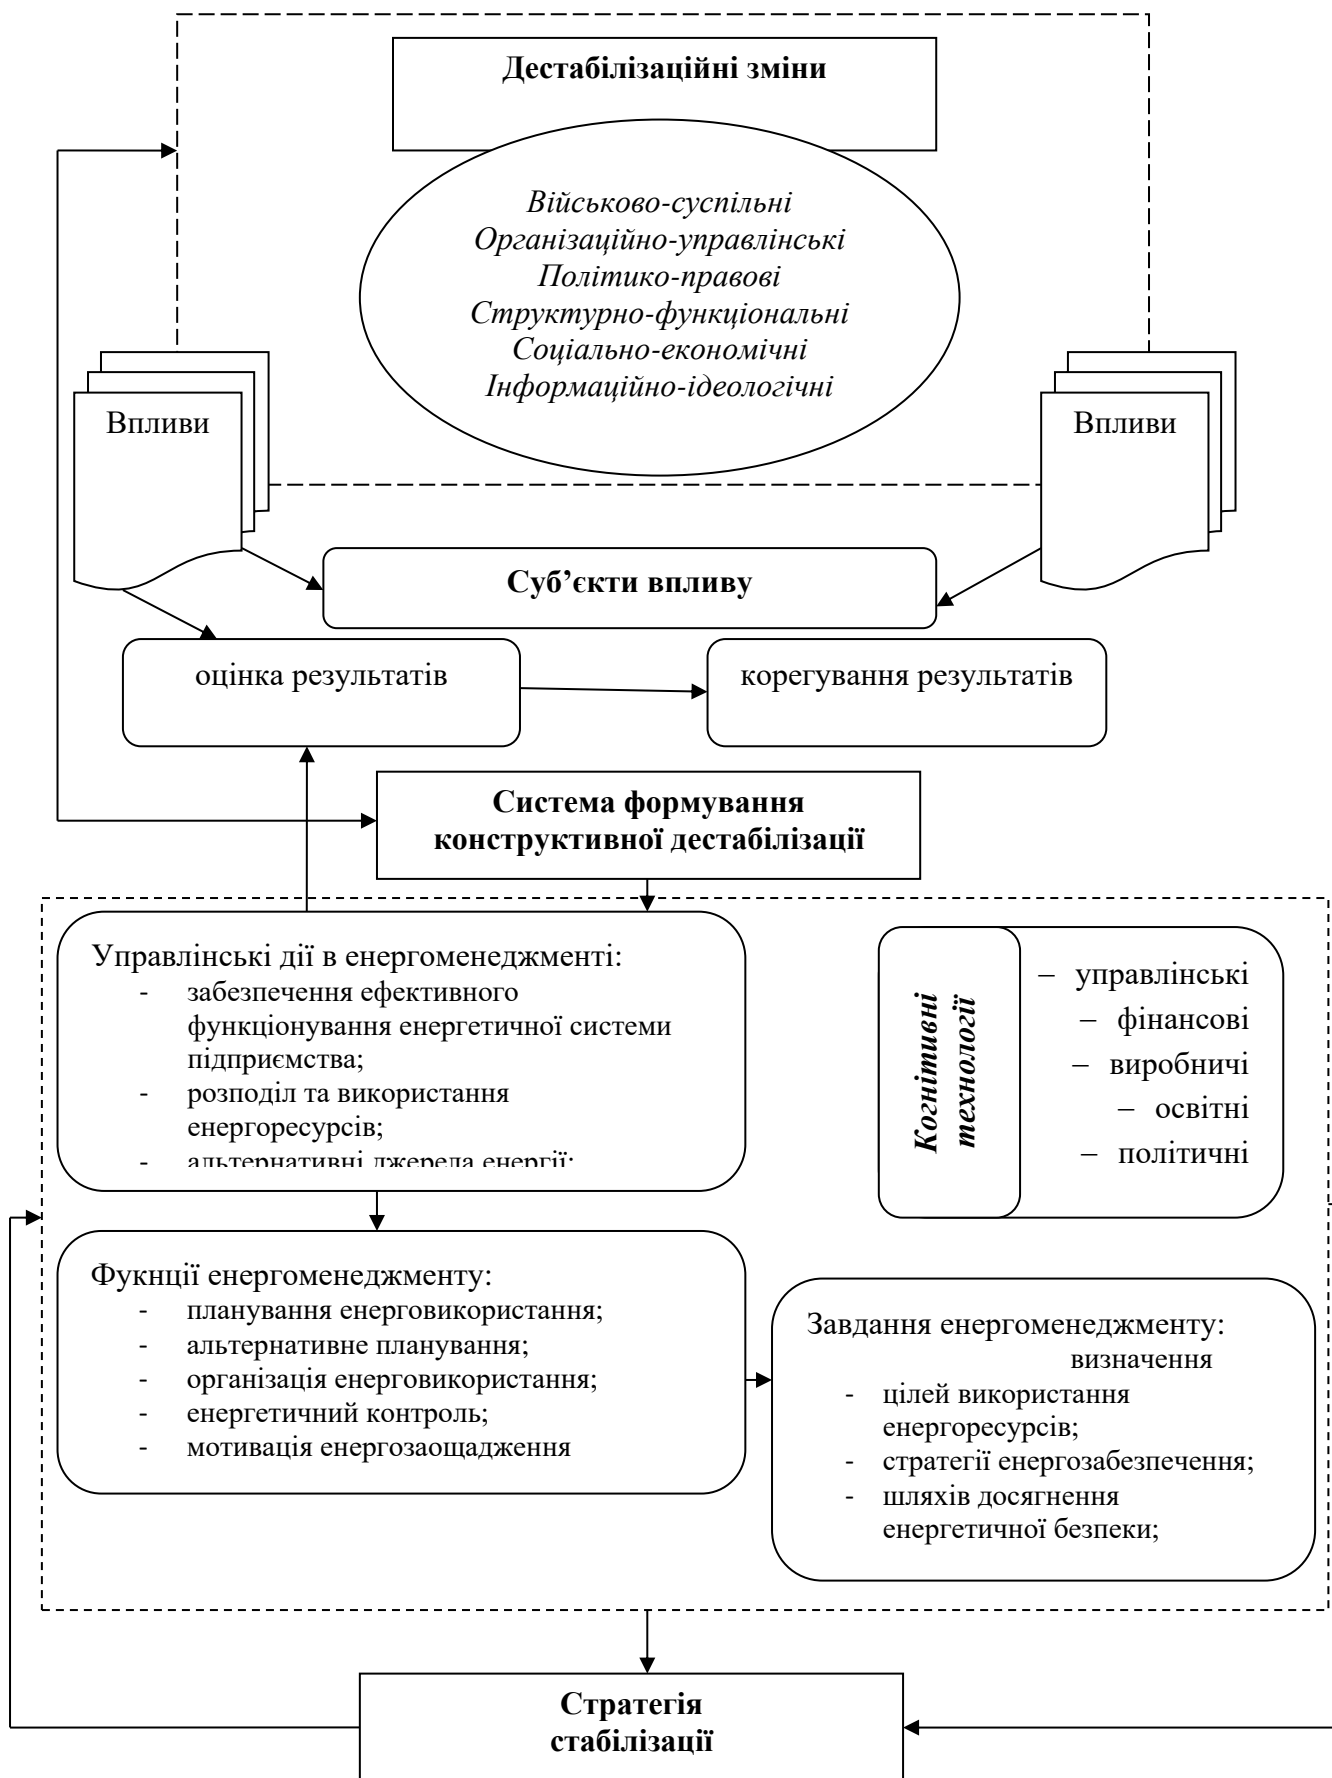 Дестабілізаційні зміни
Військово-суспільні
Організаційно-управлінські
Політико-правові
Структурно-функціональні
Соціально-економічні
Інформаційно-ідеологічні
Впливи
Впливи
Суб’єкти впливу
оцінка результатів
корегування результатів
Система формування
конструктивної дестабілізації
Управлінські дії в енергоменеджменті:
- забезпечення ефективного
функціонування енергетичної системи
підприємства;
- розподіл та використання
енергоресурсів;
- альтернативні джерела енергії;
Когнітивні
технології
– управлінські
– фінансові
– виробничі
– освітні
– політичні
Фукнції енергоменеджменту:
- планування енерговикористання;
- альтернативне планування;
- організація енерговикористання;
- енергетичний контроль;
- мотивація енергозаощадження
Завдання енергоменеджменту:
визначення
- цілей використання
енергоресурсів;
- стратегії енергозабезпечення;
- шляхів досягнення
енергетичної безпеки;
Стратегія
стабілізації